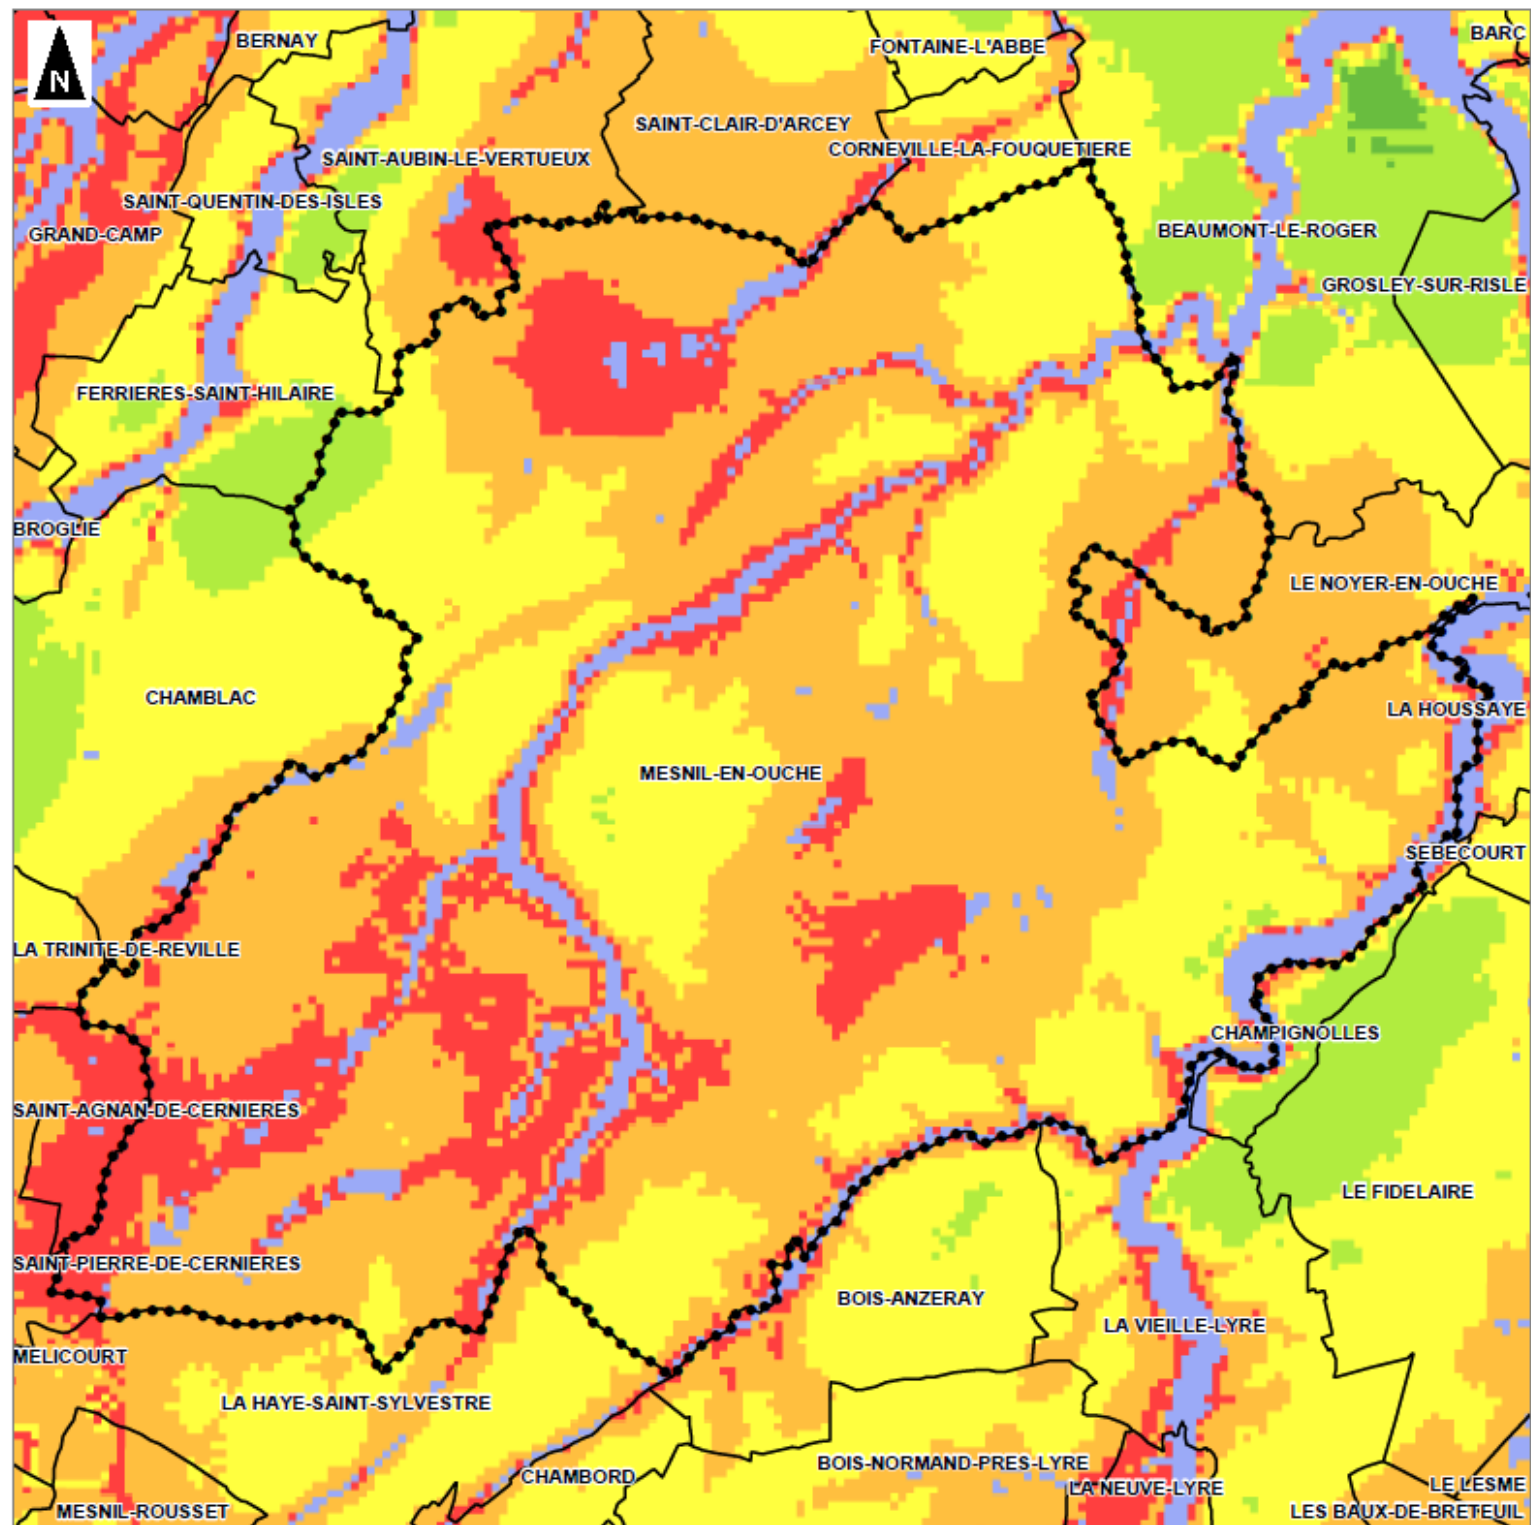 N
BERNAY
BARC
FONTAINE-L'ABBE
SAINT-CLAIR-D'ARCEY
CORNEVILLE-LA-FOUQUETIERE
SAINT-AUBIN-LE-VERTUEUX
SAINT-QUENTIN-DES-ISLES
GRAND-CAMP
BEAUMONT-LE-ROGER
GROSLEY-SUR-RISLE
FERRIERES-SAINT-HILAIRE
BROGLIE
LE NOYER-EN-OUCHE
CHAMBLAC
LA HOUSSAYE
MESNIL-EN-OUCHE
SEBECOURT
LA TRINITE-DE-REVILLE
CHAMPIGNOLLES
SAINT-AGNAN-DE-CERNIERES
LE FIDELAIRE
SAINT-PIERRE-DE-CERNIERES
BOIS-ANZERAY
LA VIEILLE-LYRE
MELICOURT
LA HAYE-SAINT-SYLVESTRE
BOIS-NORMAND-PRES-LYRE
CHAMBORD
LA NEUVE-LYRE
LE LESME
MESNIL-ROUSSET
LES BAUX-DE-BRETEUIL